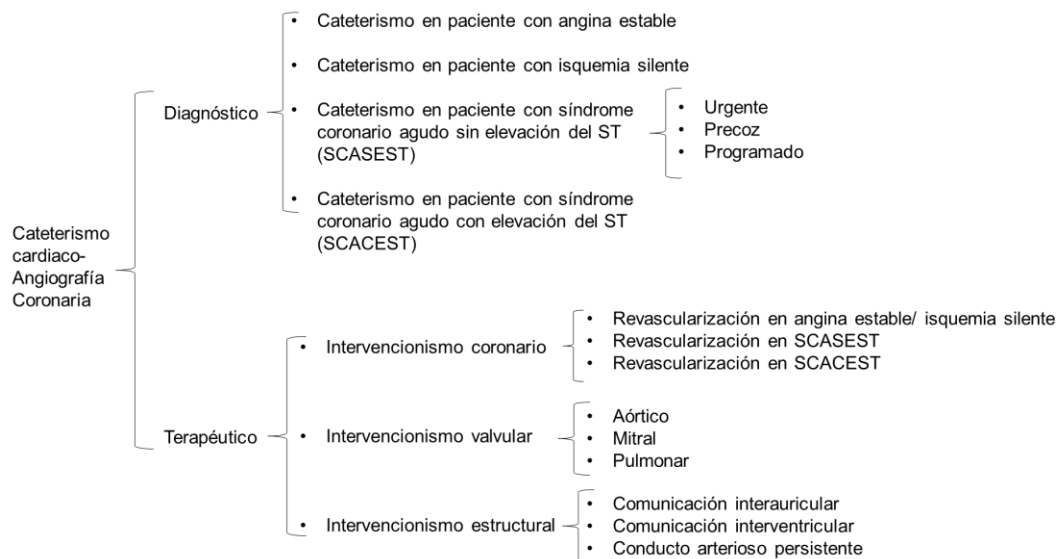 Cateterismo
cardiaco-
Angiografía
Coronaria
Diagnóstico
• Cateterismo en paciente con angina estable
• Cateterismo en paciente con isquemia silente
• Cateterismo en paciente con síndrome
coronario agudo sin elevación del ST
(SCASEST)
• Urgente
• Precoz
• Programado
• Cateterismo en paciente con síndrome
coronario agudo con elevación del ST
(SCACEST)
Terapéutico
• Intervencionismo coronario
• Revascularización en angina estable/ isquemia silente
• Revascularización en SCASEST
• Revascularización en SCACEST
• Intervencionismo valvular
• Aórtico
• Mitral
• Pulmonar
• Intervencionismo estructural
• Comunicación interauricular
• Comunicación interventricular
• Conducto arterioso persistente